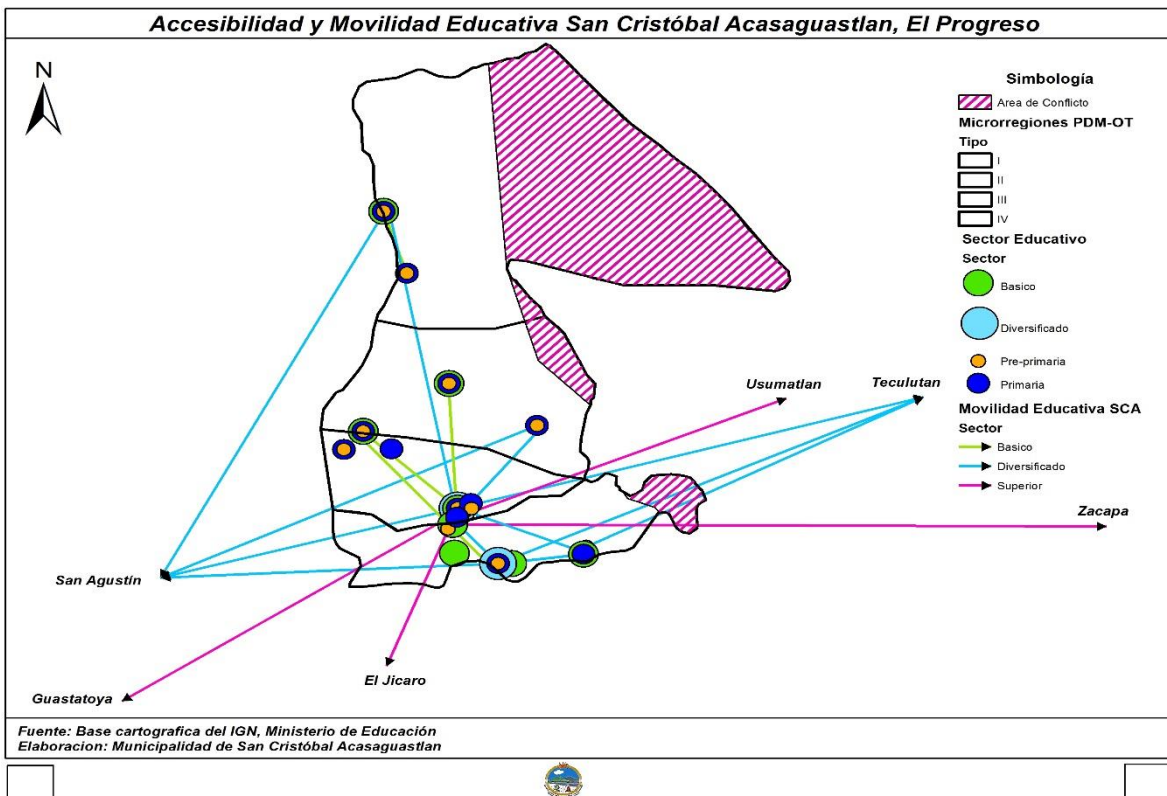 Accesibilidad y Movilidad Educativa San Cristóbal Acasaguastlan, El Progreso
N
Simbología
Area de Conflicto
Microrregiones PDM-OT
Tipo
I
II
III
IV
Sector Educativo
Sector
Basico
Diversificado
Pre-primaria
Primaria
Movilidad Educativa SCA
Sector
Basico
Diversificado
Superior
Usumatlan
Teculutan
Zacapa
San Agustín
El Jicaro
Guastatoya
Fuente: Base cartografica del IGN, Ministerio de Educación
Elaboracion: Municipalidad de San Cristóbal Acasaguastlan